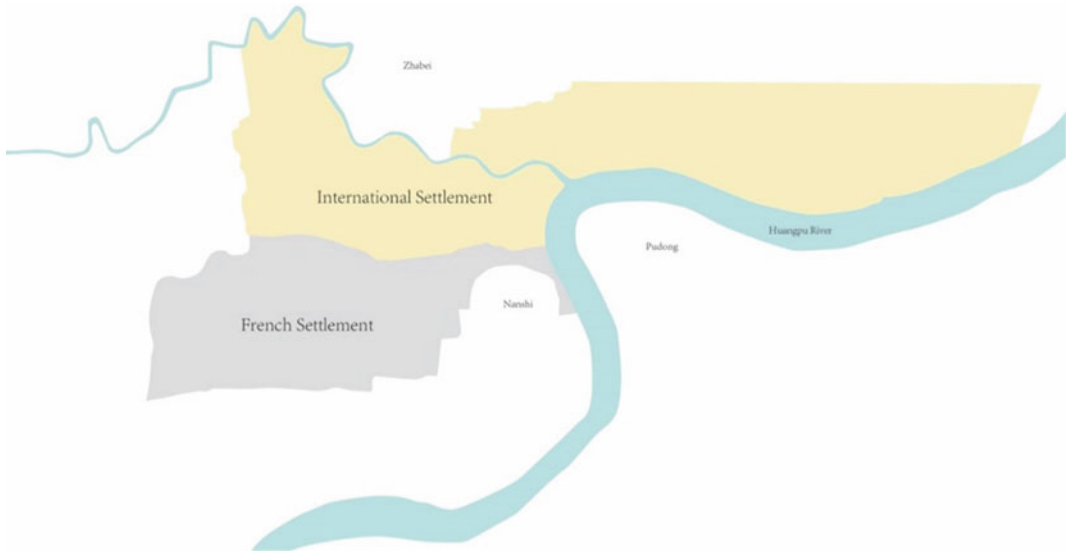 Zhabei
International Settlement
Huangpu River
Pudong
Nanshi
French Settlement